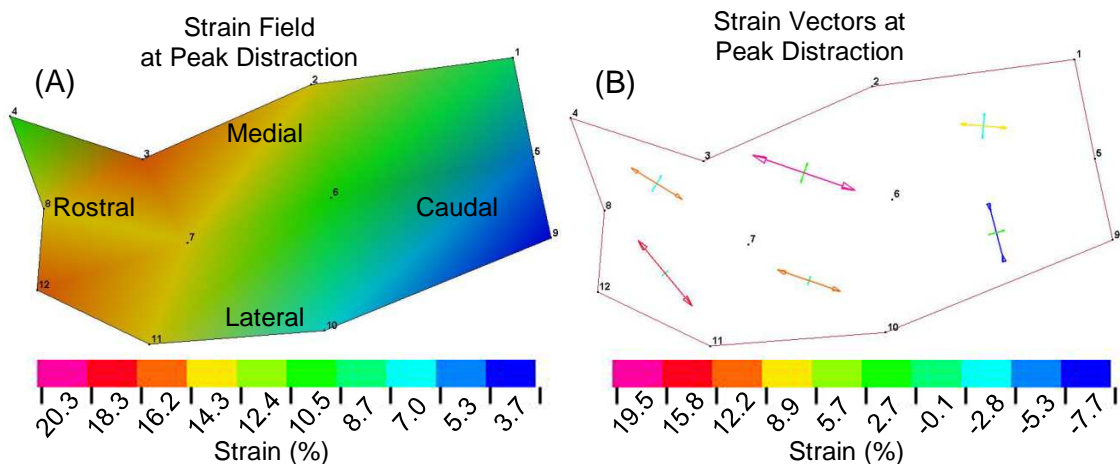 Strain Field
at Peak Distraction
(A)
1
2
4
Medial
3
5
Rostral
8
6
Caudal
7
9
12
Lateral
10
11
20.3 18.3 16.2 14.3 12.4 10.5 8.7 7.0 5.3 3.7
Strain (%)
Strain Vectors at
Peak Distraction
(B)
1
2
4
3
5
8
6
7
9
12
10
11
19.5 15.8 12.2 8.9 5.7 2.7 -0.1 -2.8 -5.3 -7.7
Strain (%)